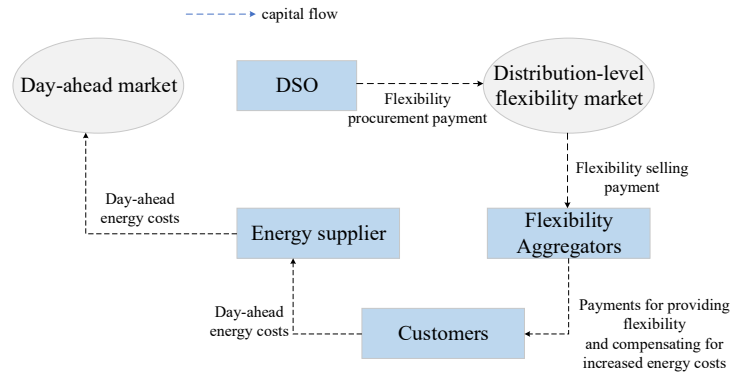 capital flow
Day-ahead market
DSO
Distribution-level
flexibility market
Flexibility
procurement payment
Flexibility selling
payment
Day-ahead
energy costs
Energy supplier
Flexibility
Aggregators
Day-ahead
energy costs
Customers
Payments for providing
flexibility
and compensating for
increased energy costs